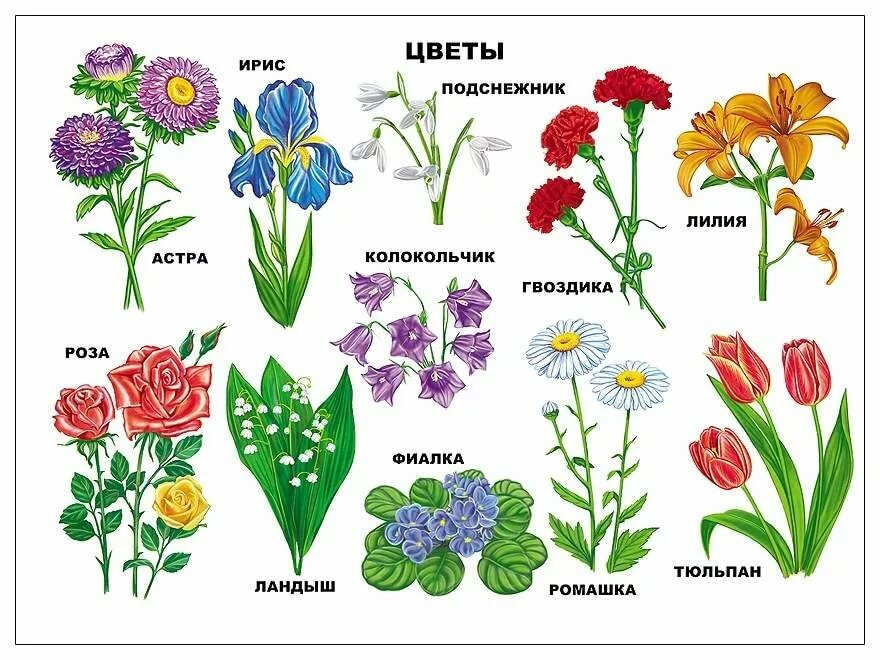 ЦВЕТЫ
ИРИС
ПОДСНЕЖНИК
ЛИЛИЯ
АСТРА
КОЛОКОЛЬЧИК
ГВОЗДИКА
РОЗА
ФИАЛКА
ТЮЛЬПАН
ЛАНДЫШ
РОМАШКА